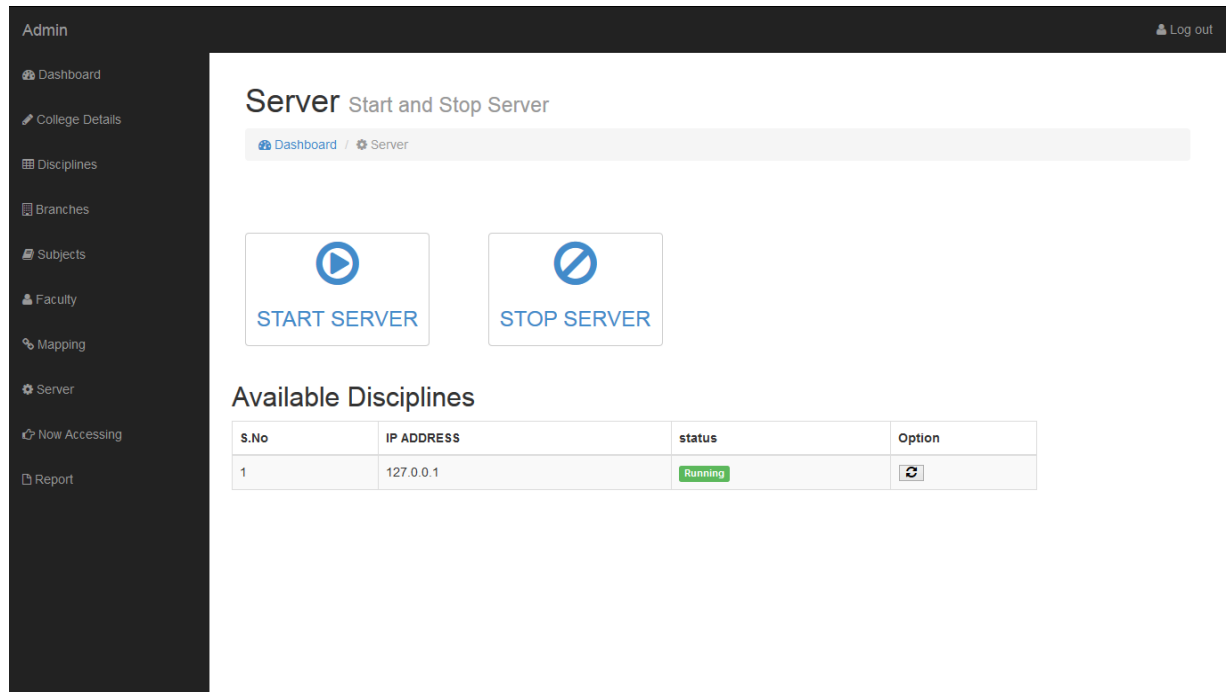 Admin
Log out
Dashboard
College Details
Disciplines
Branches
Subjects
Faculty
Mapping
Server
Now Accessing
Report
Server Start and Stop Server
Dashboard / Server
START SERVER
STOP SERVER
Available Disciplines
S.No IP ADDRESS status Option
1 127.0.0.1 Running